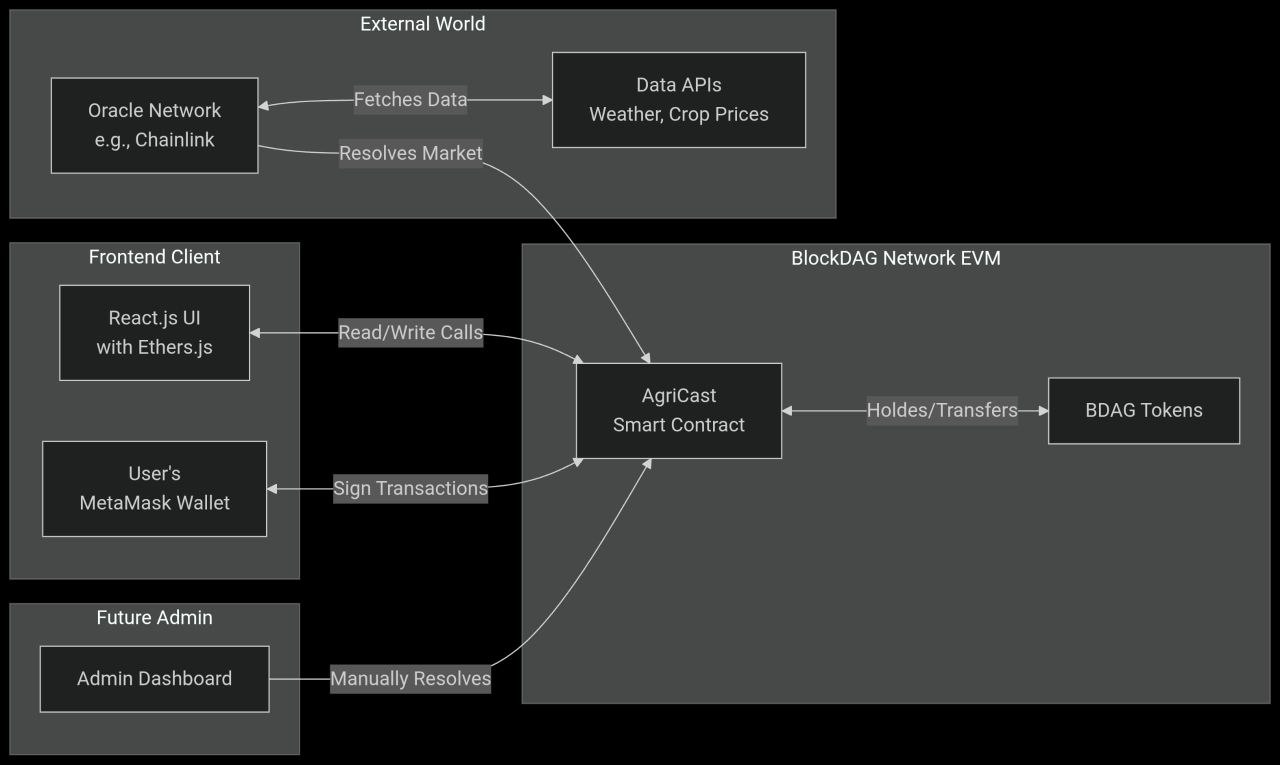 External World
Oracle Network
e.g., Chainlink
Fetches Data
Data APIs
Weather, Crop Prices
Resolves Market
Frontend Client
React.js UI
with Ethers.js
Read/Write Calls
User's
MetaMask Wallet
Sign Transactions
BlockDAG Network EVM
AgriCast
Smart Contract
Holdes/Transfers
BDAG Tokens
Future Admin
Admin Dashboard
Manually Resolves